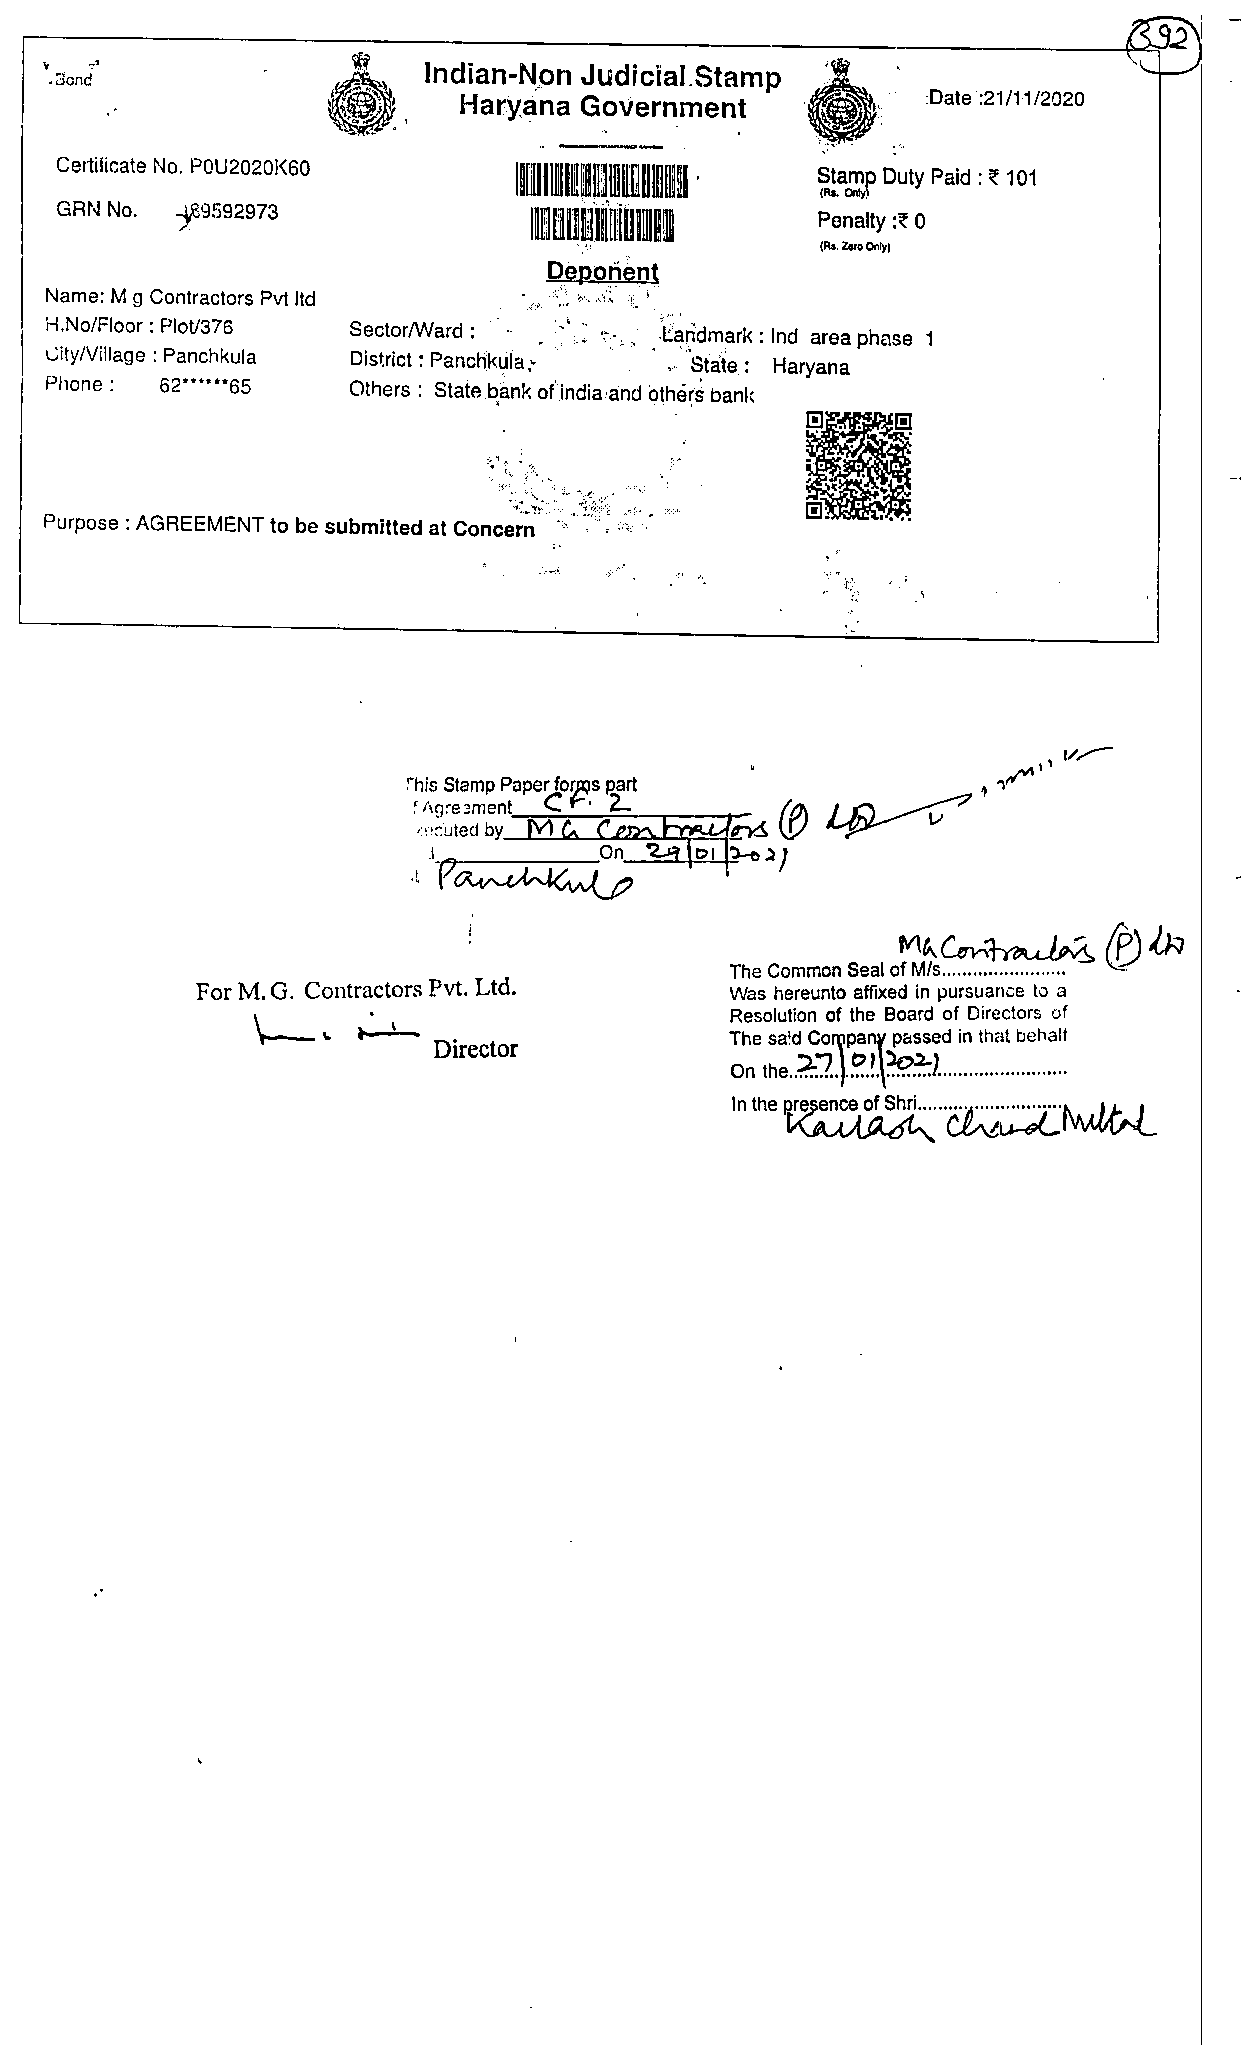 392
Bond
Indian-Non Judicial Stamp
Haryana Government
Date :21/11/2020
Certificate No. P0U2020K60
Stamp Duty Paid : ₹ 101
(Rs. Only)
GRN No. 89592973
Penalty :₹ 0
(Rs. Zero Only)
Deponent
Name: M g Contractors Pvt ltd
H.No/Floor : Plot/376 Sector/Ward : Landmark : Ind area phase 1
City/Village : Panchkula District : Panchkula State : Haryana
Phone : 62******65 Others : State bank of india and others bank
Purpose : AGREEMENT to be submitted at Concern
This Stamp Paper forms part
Agreement CF. 2
executed by MG Contractors (P) Ltd
On 29/01/2021
Panchkula
For M. G. Contractors Pvt. Ltd.
Director
MG Contractors (P) Ltd
The Common Seal of M/s........................
Was hereunto affixed in pursuance to a
Resolution of the Board of Directors of
The said Company passed in that behalf
On the 27/01/2021
In the presence of Shri............................
Kailash Chand Mittal